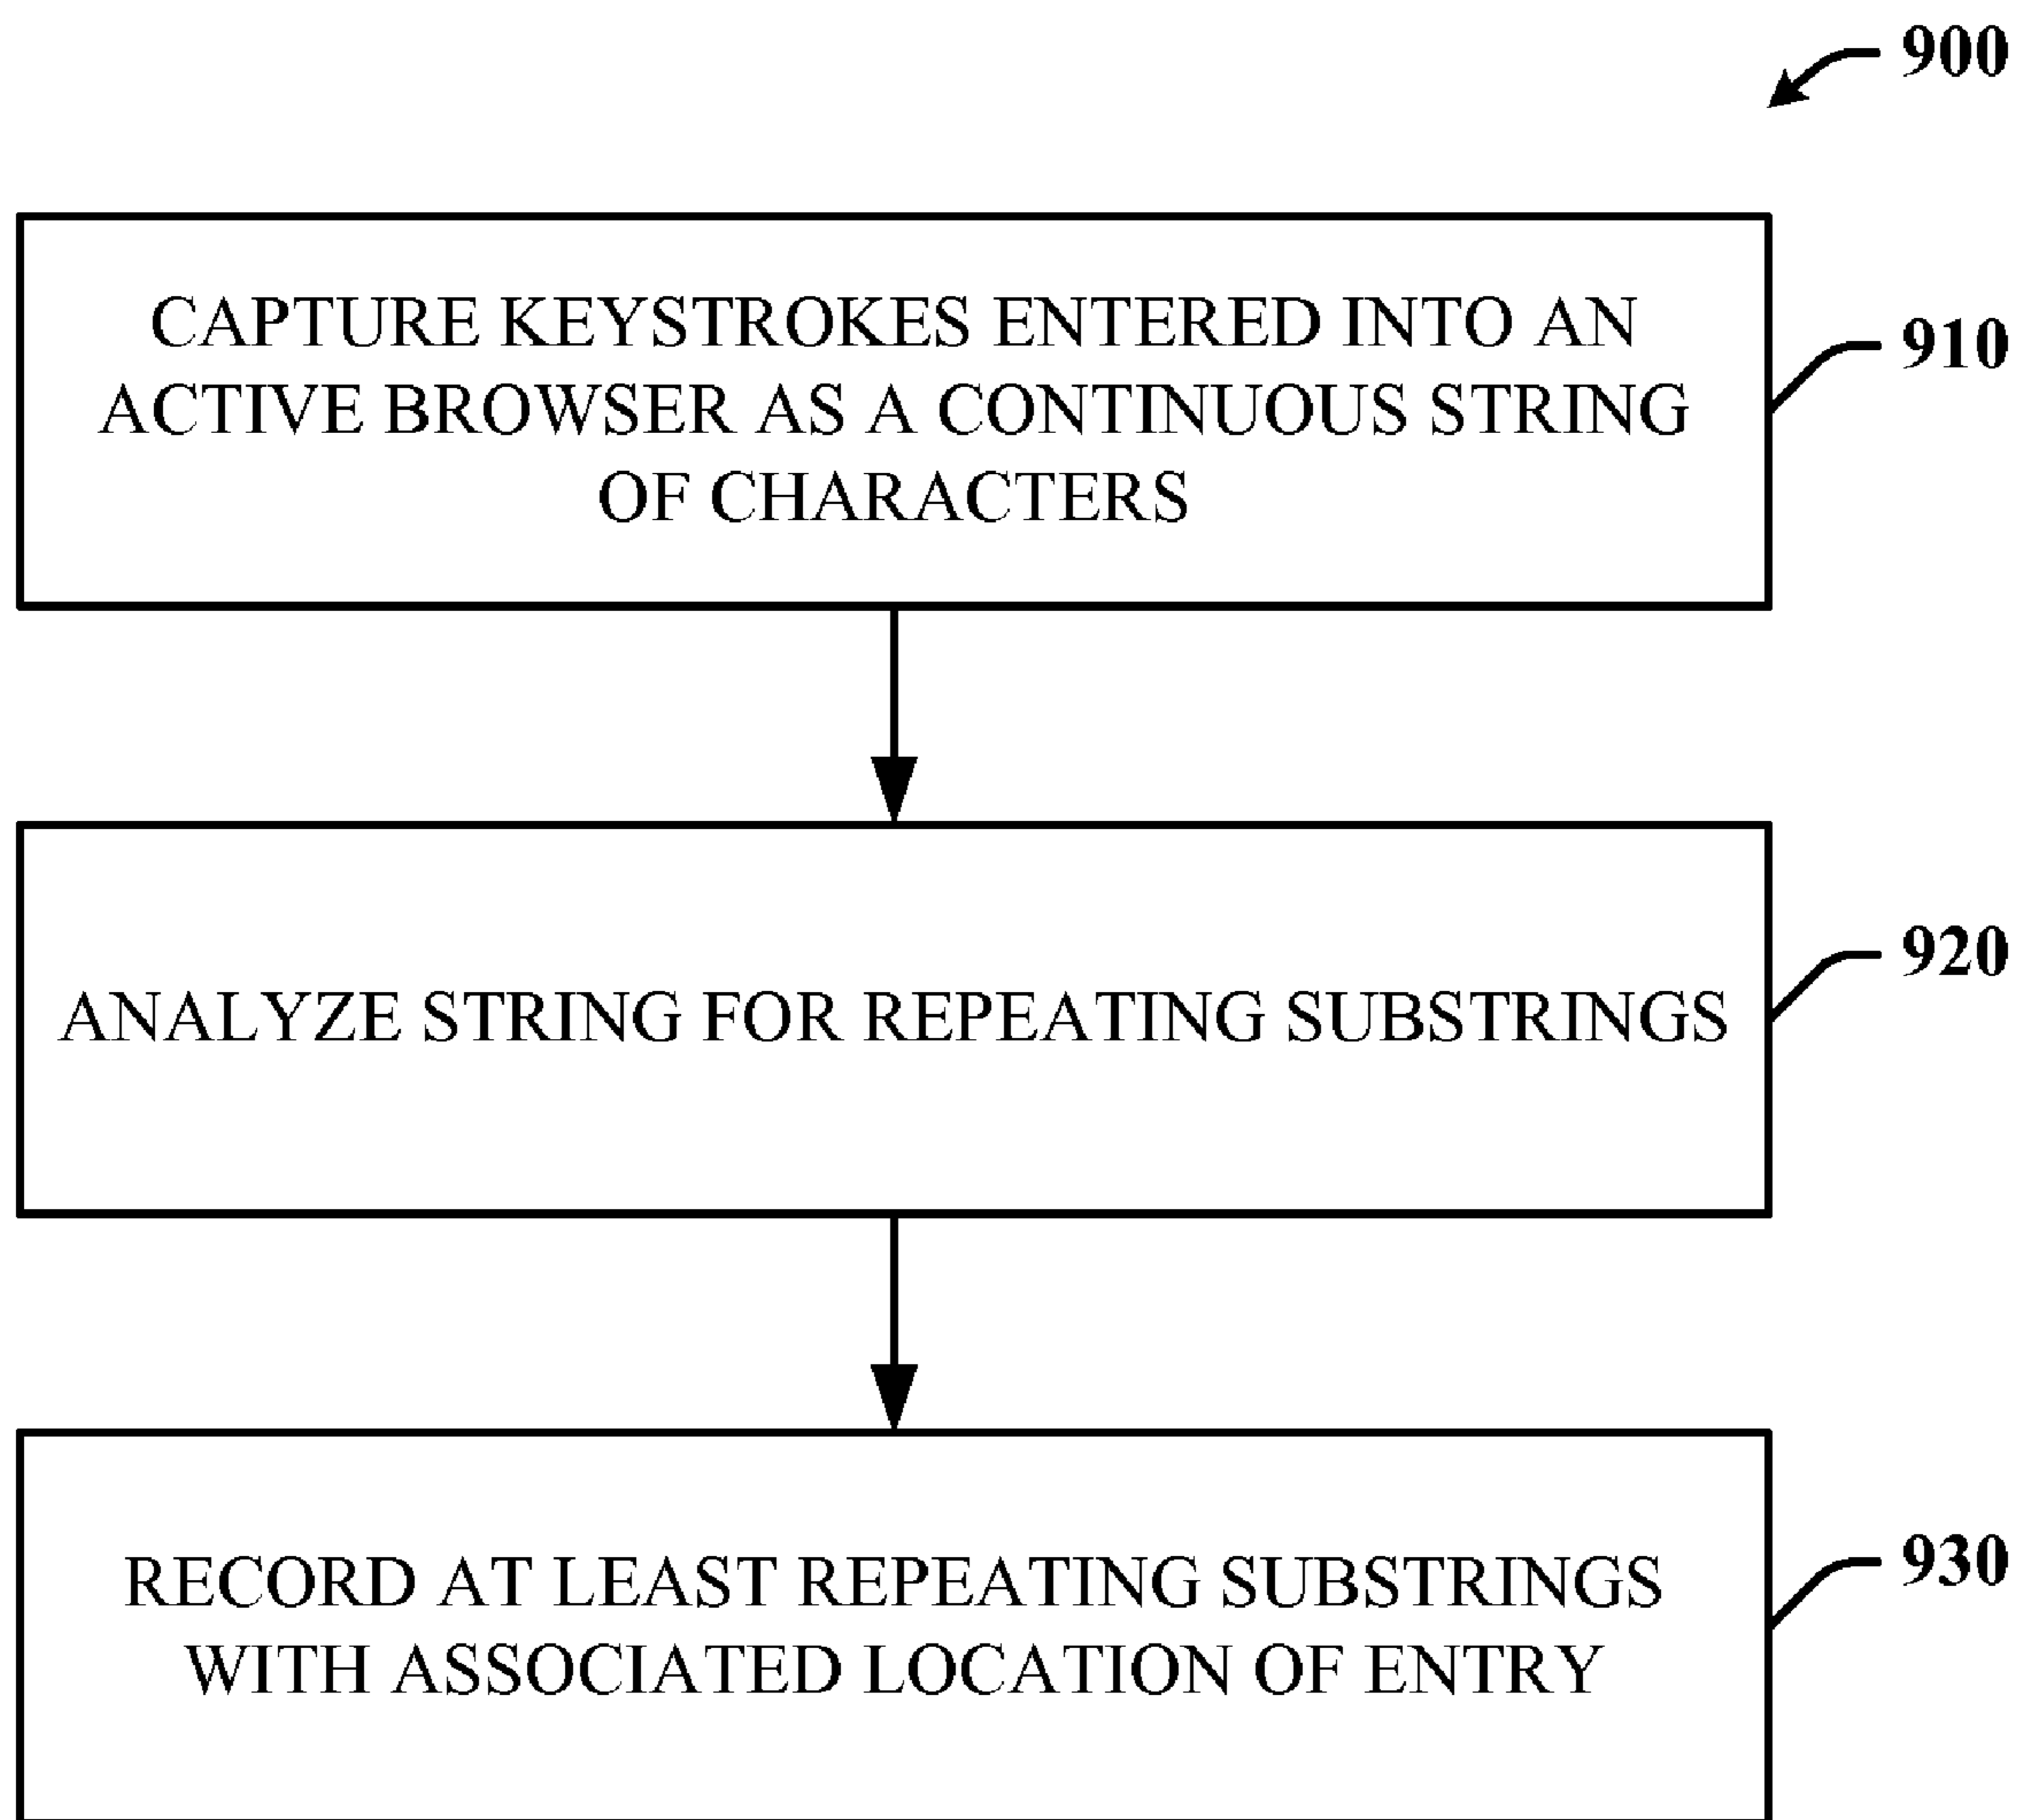 900
CAPTURE KEYSTROKES ENTERED INTO AN
ACTIVE BROWSER AS A CONTINUOUS STRING
OF CHARACTERS
910
ANALYZE STRING FOR REPEATING SUBSTRINGS
920
RECORD AT LEAST REPEATING SUBSTRINGS
WITH ASSOCIATED LOCATION OF ENTRY
930